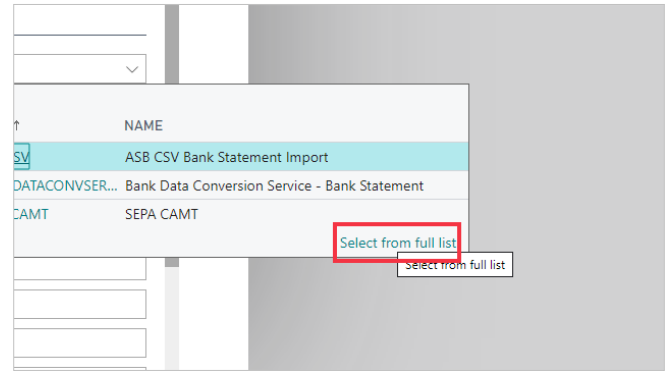 ↑ NAME
SV ASB CSV Bank Statement Import
DATACONVSER... Bank Data Conversion Service - Bank Statement
CAMT SEPA CAMT
Select from full list
Select from full list